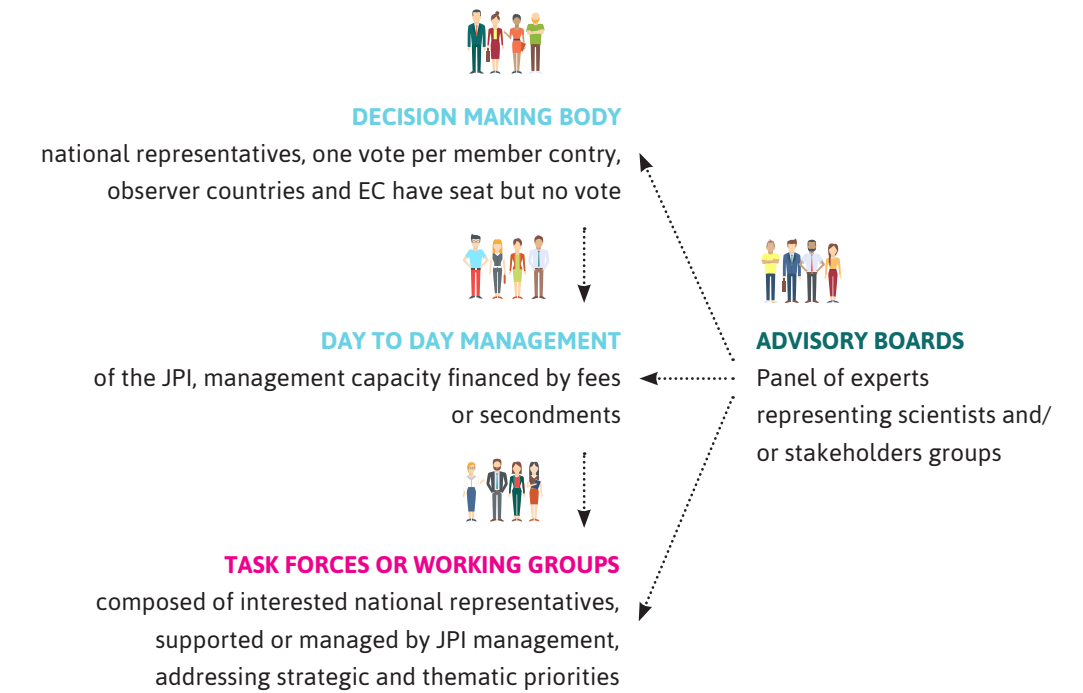 DECISION MAKING BODY
national representatives, one vote per member contry,
observer countries and EC have seat but no vote
DAY TO DAY MANAGEMENT
of the JPI, management capacity financed by fees
or secondments
ADVISORY BOARDS
Panel of experts
representing scientists and/
or stakeholders groups
TASK FORCES OR WORKING GROUPS
composed of interested national representatives,
supported or managed by JPI management,
addressing strategic and thematic priorities